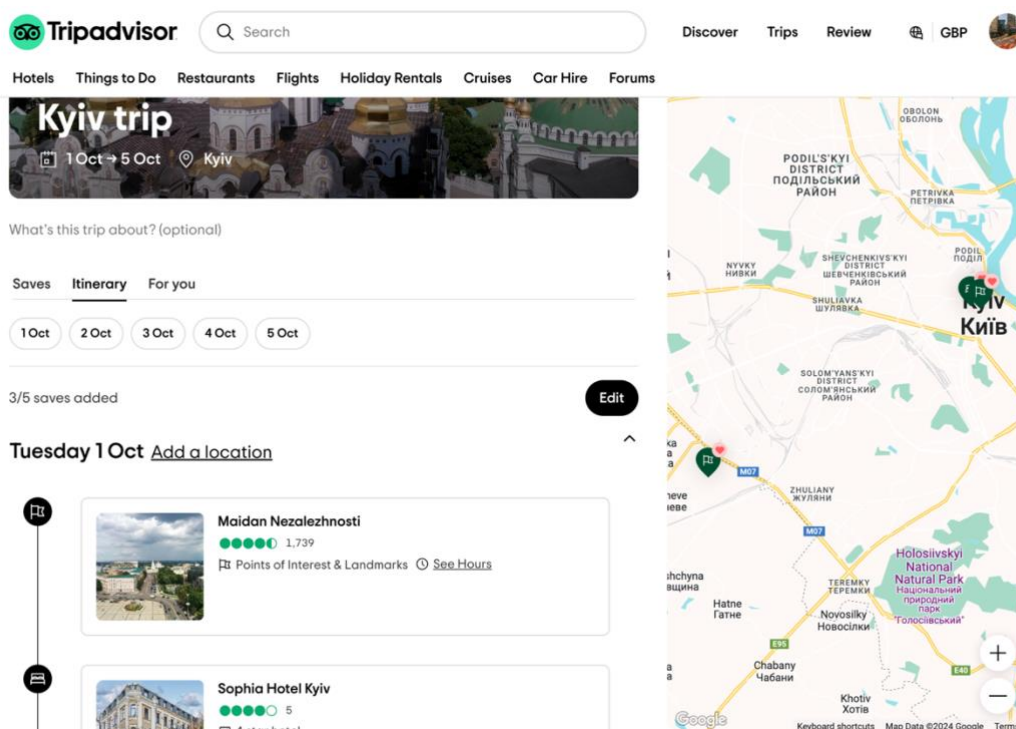 Tripadvisor
Search
Discover
Trips
Review
GBP
Hotels
Things to Do
Restaurants
Flights
Holiday Rentals
Cruises
Car Hire
Forums
Kyiv trip
1 Oct → 5 Oct
Kyiv
What's this trip about? (optional)
Saves
Itinerary
For you
1 Oct
2 Oct
3 Oct
4 Oct
5 Oct
3/5 saves added
Edit
Tuesday 1 Oct Add a location
Maidan Nezalezhnosti
1,739
Points of Interest & Landmarks
See Hours
Sophia Hotel Kyiv
5
OBOLON
ОБОЛОНЬ
PODIL'S'KYI
DISTRICT
ПОДІЛЬСЬКИЙ
РАЙОН
PETRIVKA
ПЕТРІВКА
PODIL
ПОДІЛ
NYVKY
НИВКИ
SHEVCHENKIVS'KYI
DISTRICT
ШЕВЧЕНКІВСЬКИЙ
РАЙОН
SHULIAVKA
ШУЛЯВКА
Kyiv
Київ
SOLOM'YANS'KYI
DISTRICT
СОЛОМ'ЯНСЬКИЙ
РАЙОН
M07
ZHULIANY
ЖУЛЯНИ
M07
Holosiivskyi
National
Natural Park
Національний
природний
парк
"Голосіївський"
TEREMKY
ТЕРЕМКИ
Hatne
Гатне
Novosilky
Новосілки
E95
E40
Chabany
Чабани
Khotiv
Хотів
Google
Keyboard shortcuts
Map Data ©2024 Google
Terms